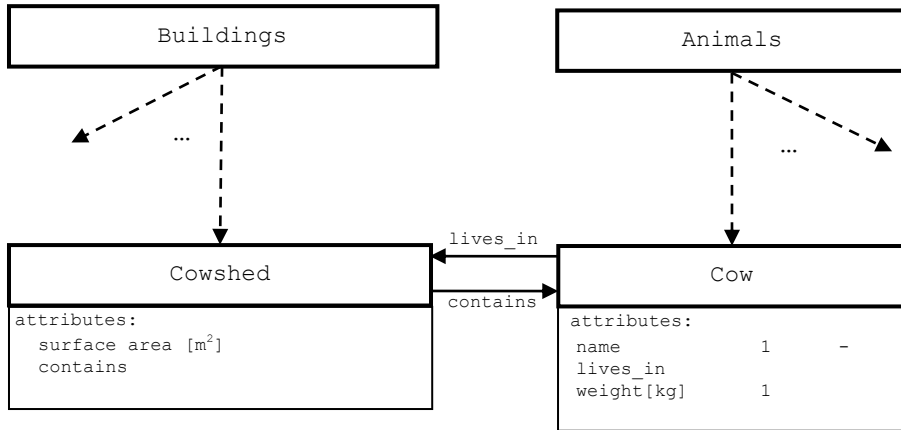 Buildings
Animals
...
...
lives_in
Cowshed
Cow
contains
attributes:
surface area [m²]
contains
attributes:
name 1 -
lives_in
weight[kg] 1